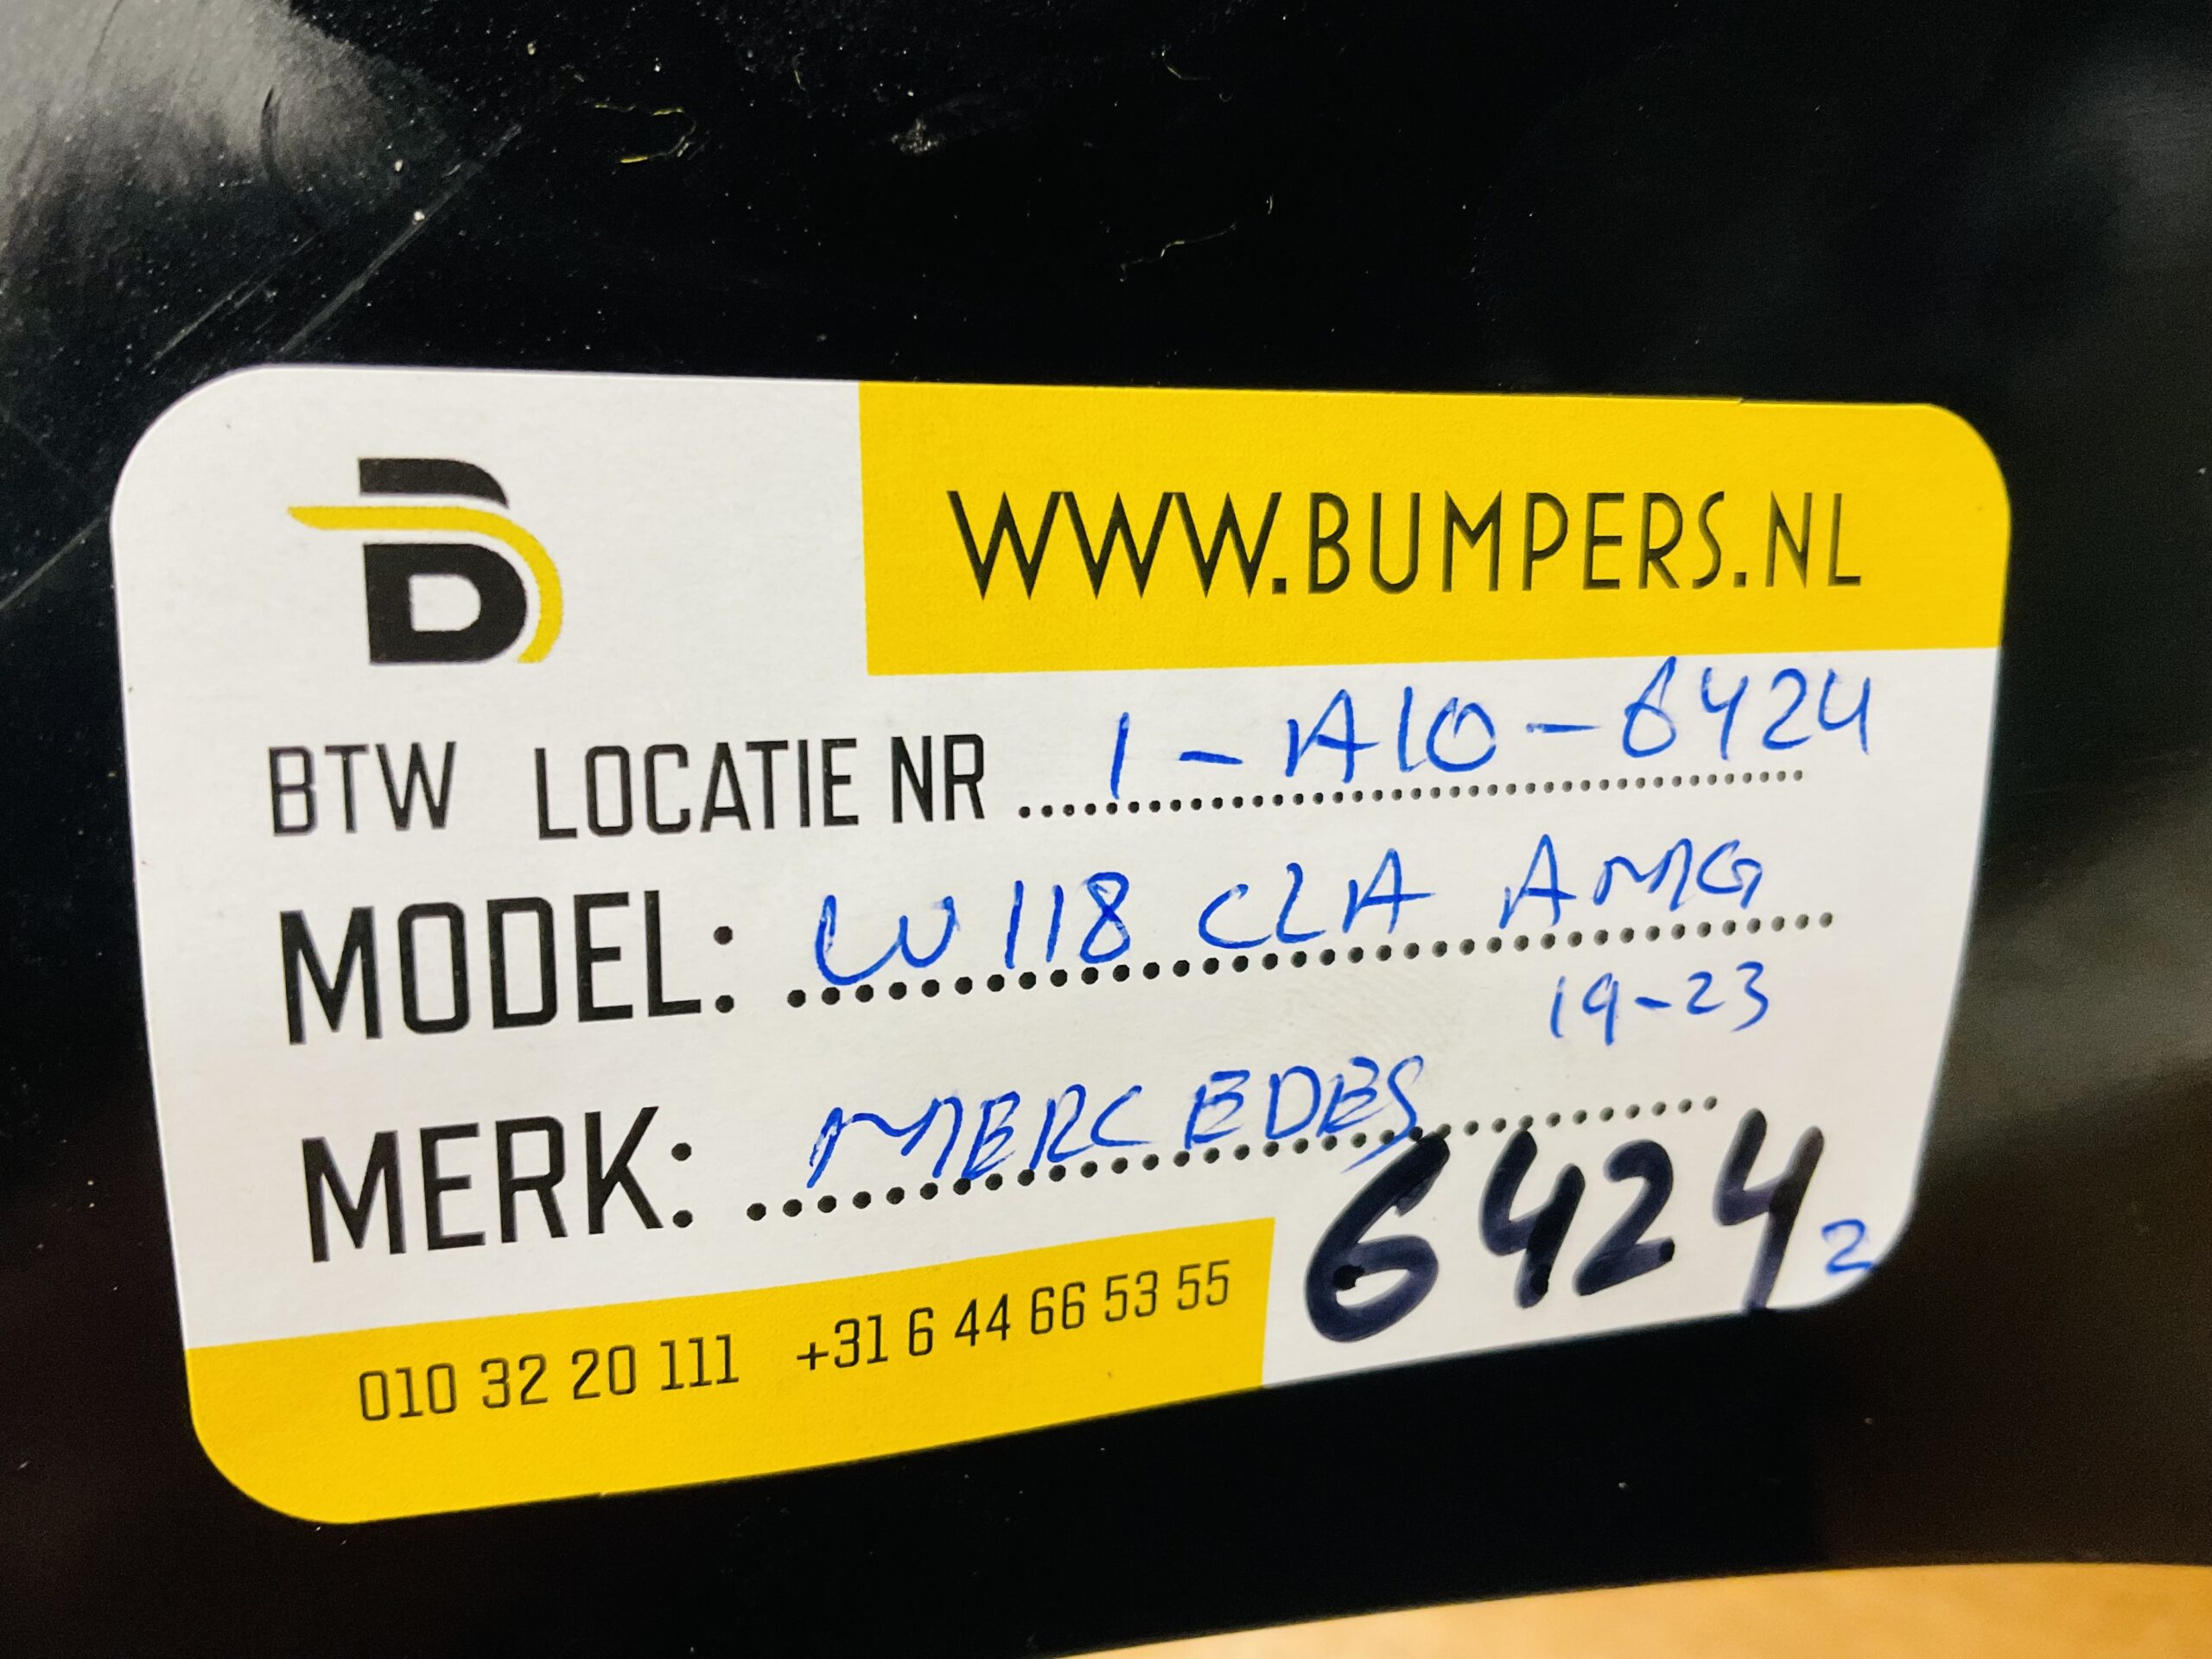 B
WWW.BUMPERS.NL
BTW LOCATIE NR 1-A10-6424
MODEL: W118 CLA AMG
19-23
MERK: MERCEDES
6424 2
010 32 20 111 +31 6 44 66 53 55